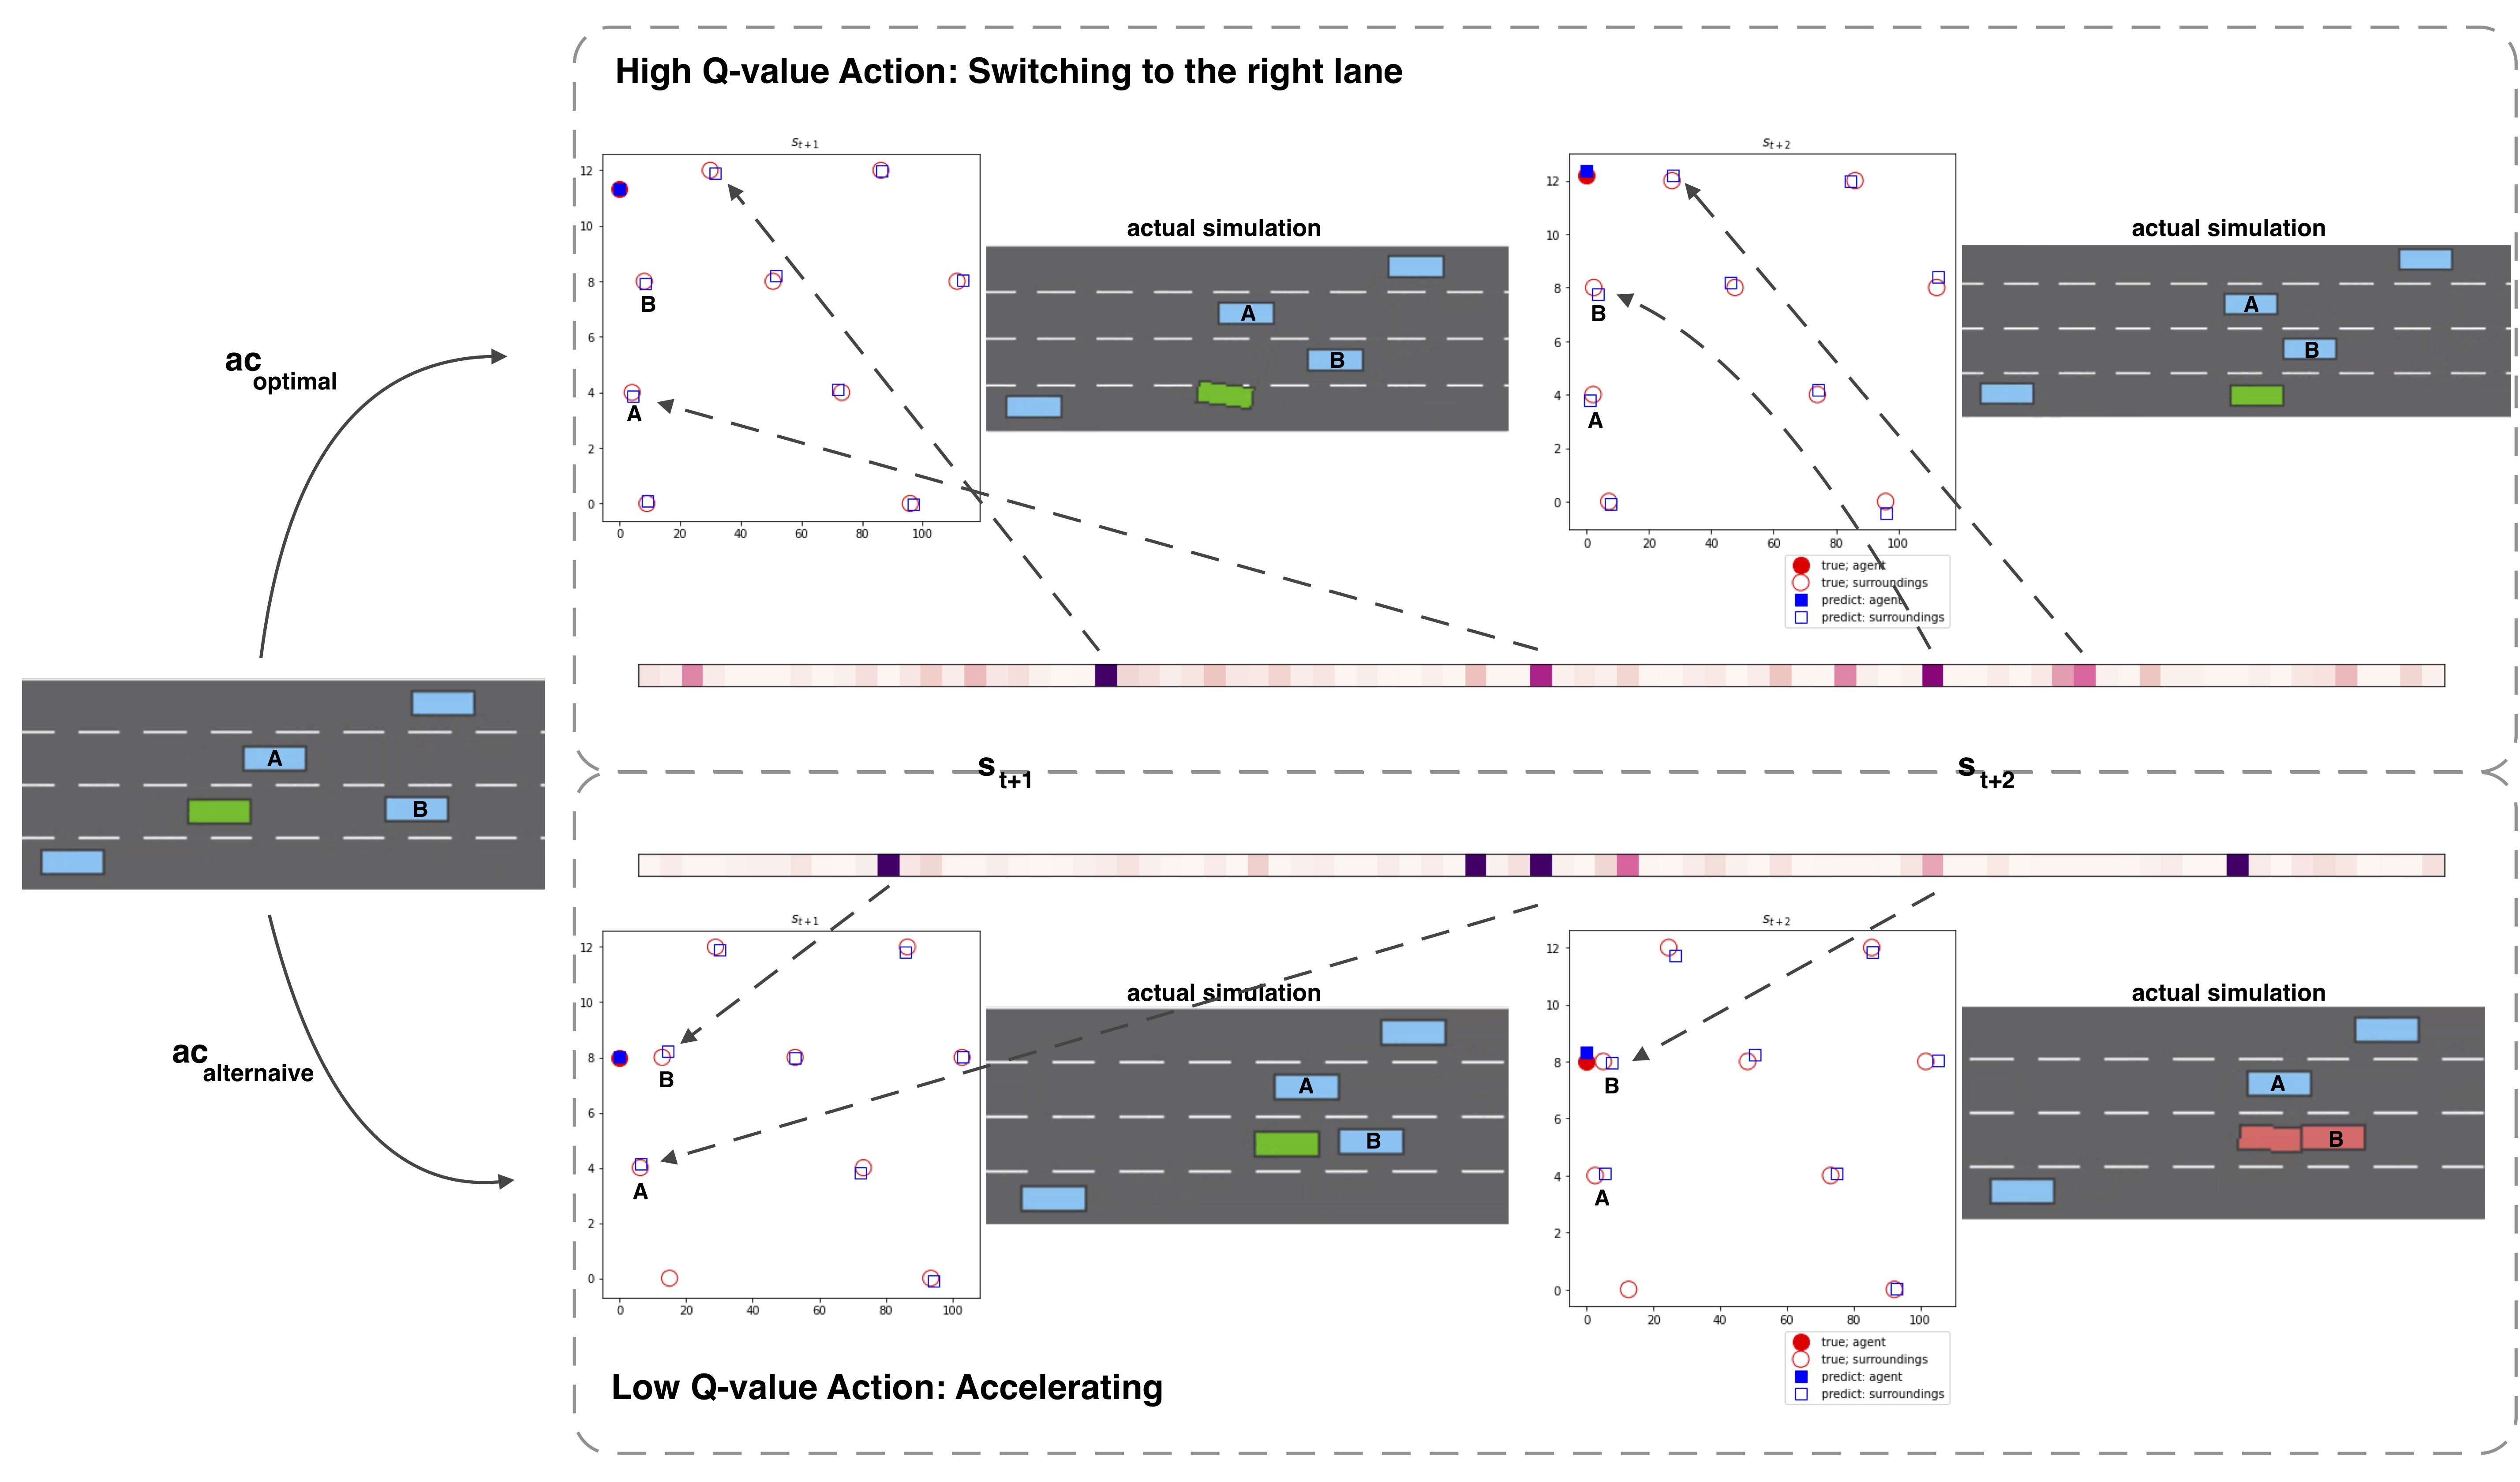 High Q-value Action: Switching to the right lane
s t+1
12
10
8
6
4
2
0
0 20 40 60 80 100
B
A
actual simulation
A
B
s t+2
12
10
8
6
4
2
0
0 20 40 60 80 100
B
A
true; agent
true; surroundings
predict: agent
predict: surroundings
actual simulation
A
B
ac optimal
A
B
ac alternaive
s t+1
s t+2
s t+1
12
10
8
6
4
2
0
0 20 40 60 80 100
B
A
actual simulation
A
B
s t+2
12
10
8
6
4
2
0
0 20 40 60 80 100
B
A
true; agent
true; surroundings
predict: agent
predict: surroundings
actual simulation
A
B
Low Q-value Action: Accelerating